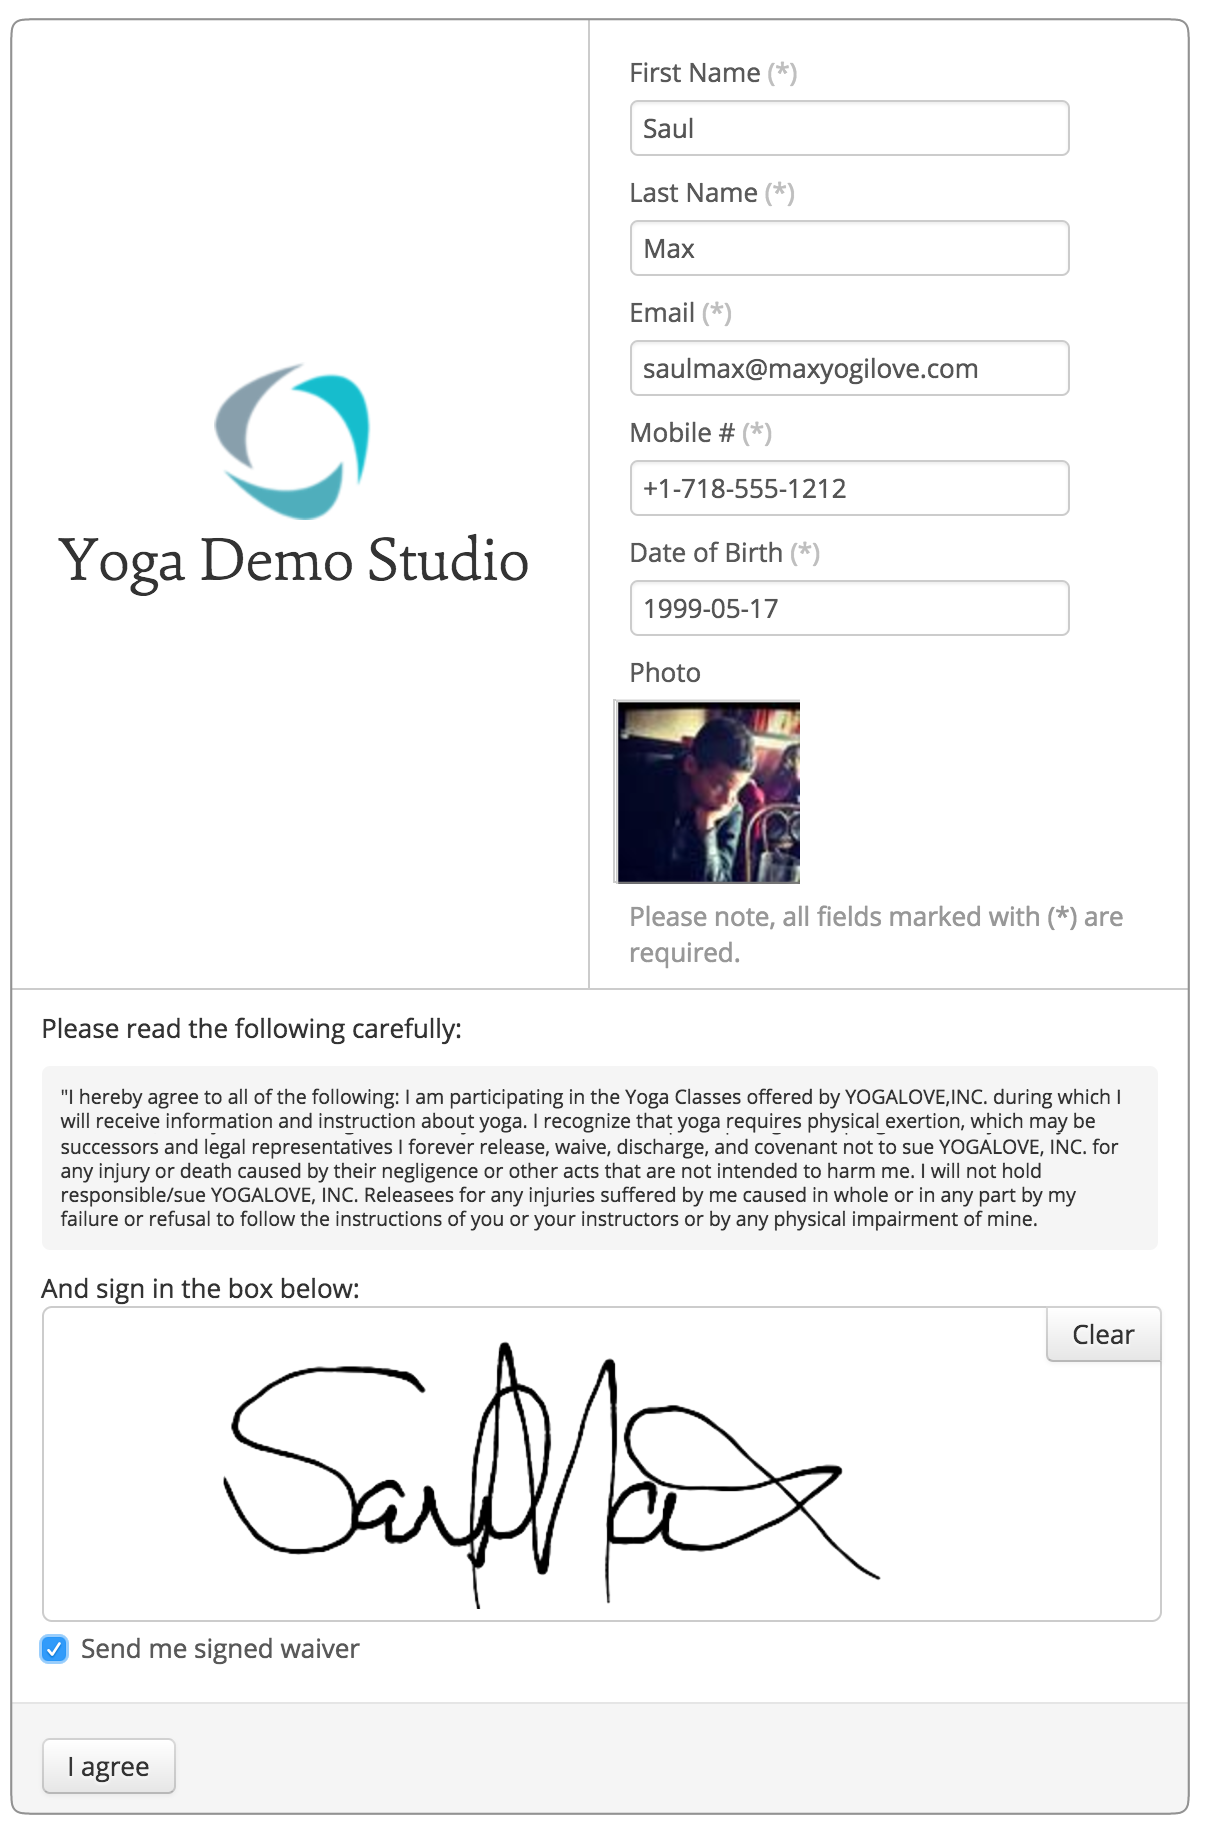 Yoga Demo Studio
First Name (*)
Saul
Last Name (*)
Max
Email (*)
saulmax@maxyogilove.com
Mobile # (*)
+1-718-555-1212
Date of Birth (*)
1999-05-17
Photo
Please note, all fields marked with (*) are
required.
Please read the following carefully:
"I hereby agree to all of the following: I am participating in the Yoga Classes offered by YOGALOVE,INC. during which I
will receive information and instruction about yoga. I recognize that yoga requires physical exertion, which may be
successors and legal representatives I forever release, waive, discharge, and covenant not to sue YOGALOVE, INC. for
any injury or death caused by their negligence or other acts that are not intended to harm me. I will not hold
responsible/sue YOGALOVE, INC. Releasees for any injuries suffered by me caused in whole or in any part by my
failure or refusal to follow the instructions of you or your instructors or by any physical impairment of mine.
And sign in the box below:
Clear
Saul Max
Send me signed waiver
I agree